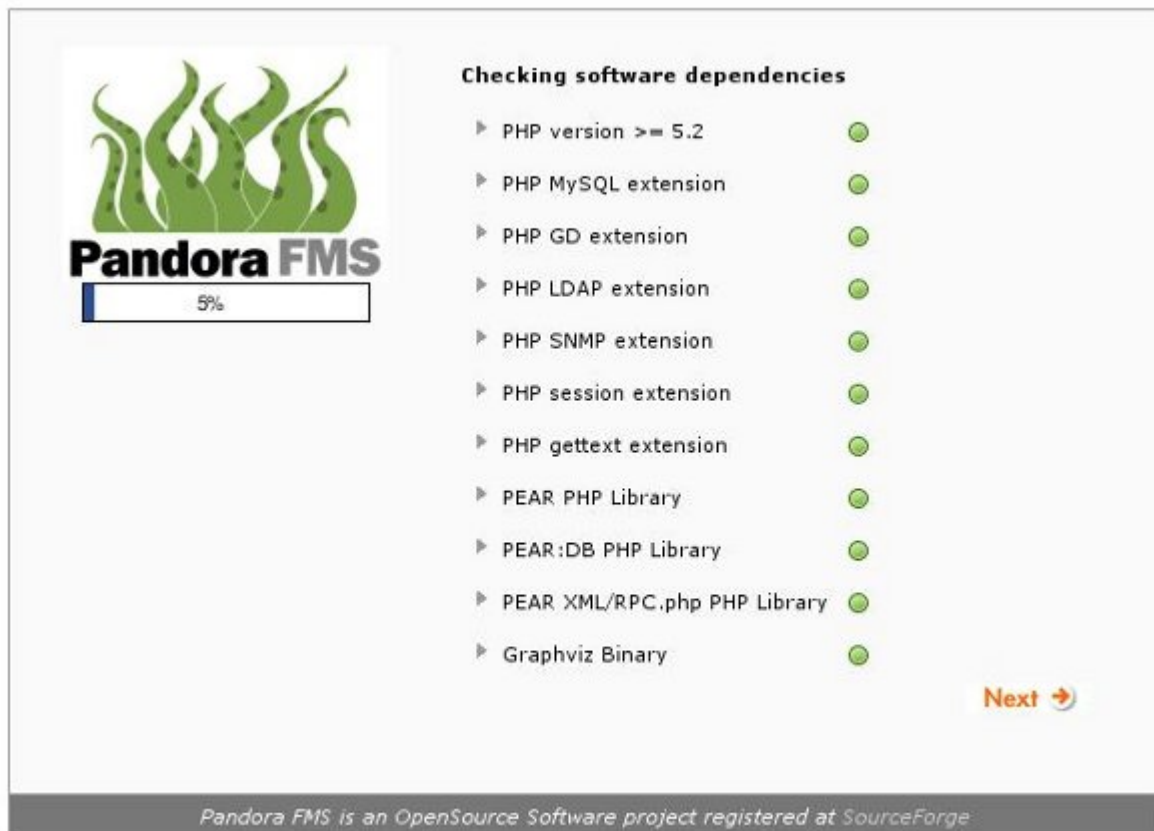 Pandora FMS
5%
Checking software dependencies
PHP version >= 5.2
PHP MySQL extension
PHP GD extension
PHP LDAP extension
PHP SNMP extension
PHP session extension
PHP gettext extension
PEAR PHP Library
PEAR:DB PHP Library
PEAR XML/RPC.php PHP Library
Graphviz Binary
Next
Pandora FMS is an OpenSource Software project registered at SourceForge